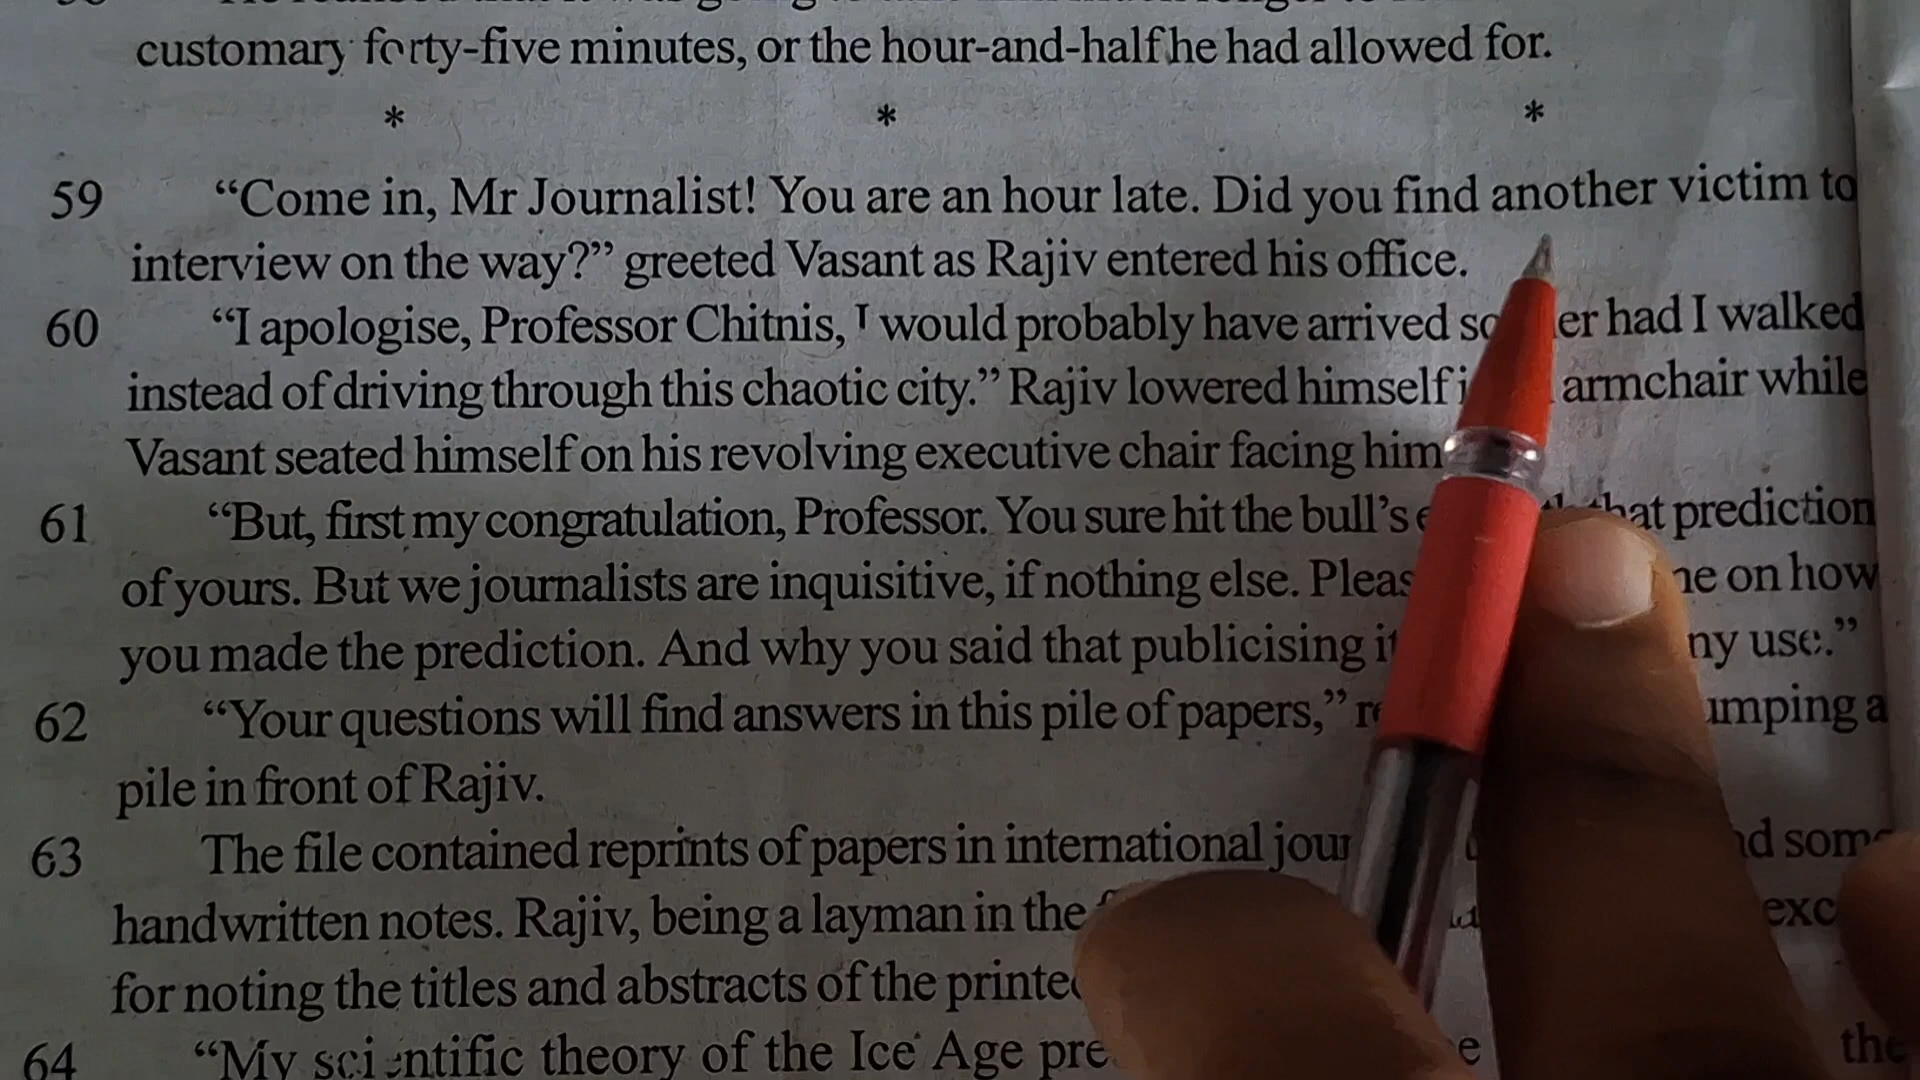 customary forty-five minutes, or the hour-and-half he had allowed for.
* * *
59 “Come in, Mr Journalist! You are an hour late. Did you find another victim to
interview on the way?” greeted Vasant as Rajiv entered his office.
60 “I apologise, Professor Chitnis, I would probably have arrived had I walked
instead of driving through this chaotic city.” Rajiv lowered himself armchair while
Vasant seated himself on his revolving executive chair facing him
61 “But, first my congratulation, Professor. You sure hit the bull’s that prediction
of yours. But we journalists are inquisitive, if nothing else. on how
you made the prediction. And why you said that publicising use.”
62 “Your questions will find answers in this pile of papers,” a
pile in front of Rajiv.
63 The file contained reprints of papers in international
handwritten notes. Rajiv, being a layman in the
for noting the titles and abstracts of the
64 “My scientific theory of the Ice Age the